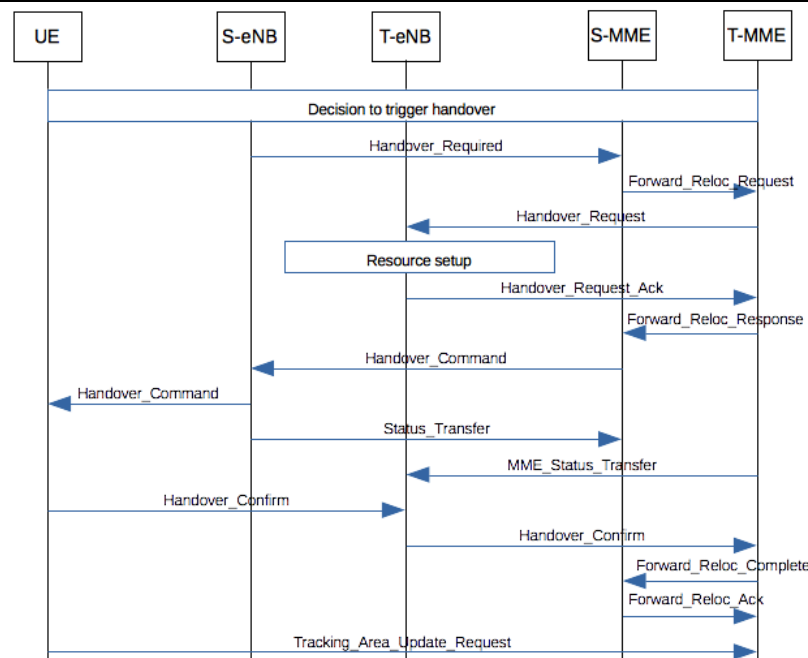 UE
S-eNB
T-eNB
S-MME
T-MME
Decision to trigger handover
Handover_Required
Forward_Reloc_Request
Handover_Request
Resource setup
Handover_Request_Ack
Forward_Reloc_Response
Handover_Command
Handover_Command
Status_Transfer
MME_Status_Transfer
Handover_Confirm
Handover_Confirm
Forward_Reloc_Complete
Forward_Reloc_Ack
Tracking_Area_Update_Request